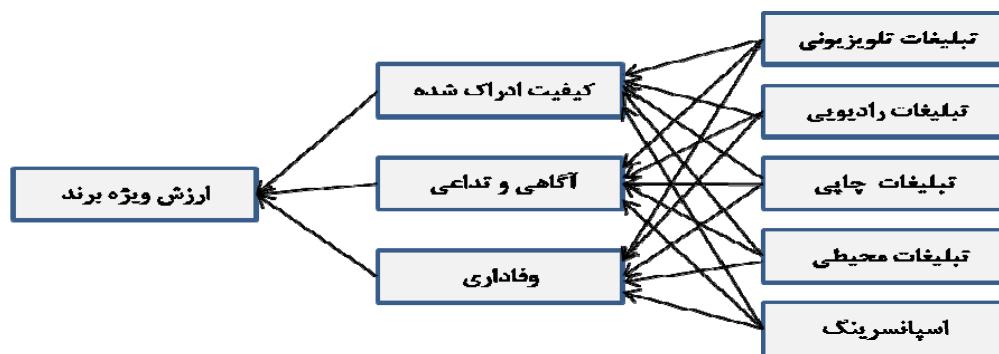 تبلیغات تلویزیونی
تبلیغات رادیویی
تبلیغات چاپی
تبلیغات محیطی
اسپانسرینگ
کیفیت ادراک شده
آگاهی و تداعی
وفاداری
ارزش ویژه برند